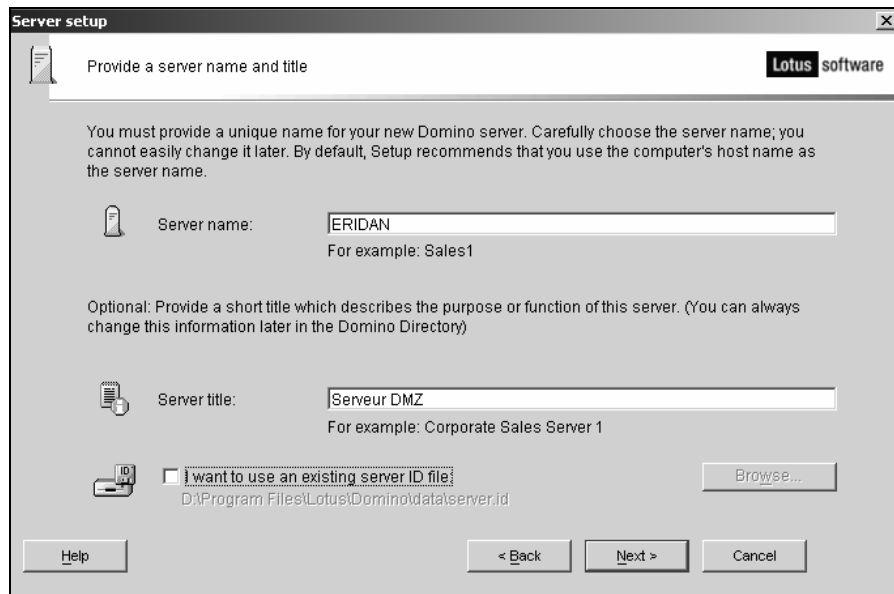 Server setup
Provide a server name and title
Lotus software
You must provide a unique name for your new Domino server. Carefully choose the server name; you
cannot easily change it later. By default, Setup recommends that you use the computer's host name as
the server name.
Server name:
ERIDAN
For example: Sales1
Optional: Provide a short title which describes the purpose or function of this server. (You can always
change this information later in the Domino Directory)
Server title:
Serveur DMZ
For example: Corporate Sales Server 1
I want to use an existing server ID file:
Browse...
D:\Program Files\Lotus\Domino\data\server.id
Help
< Back
Next >
Cancel